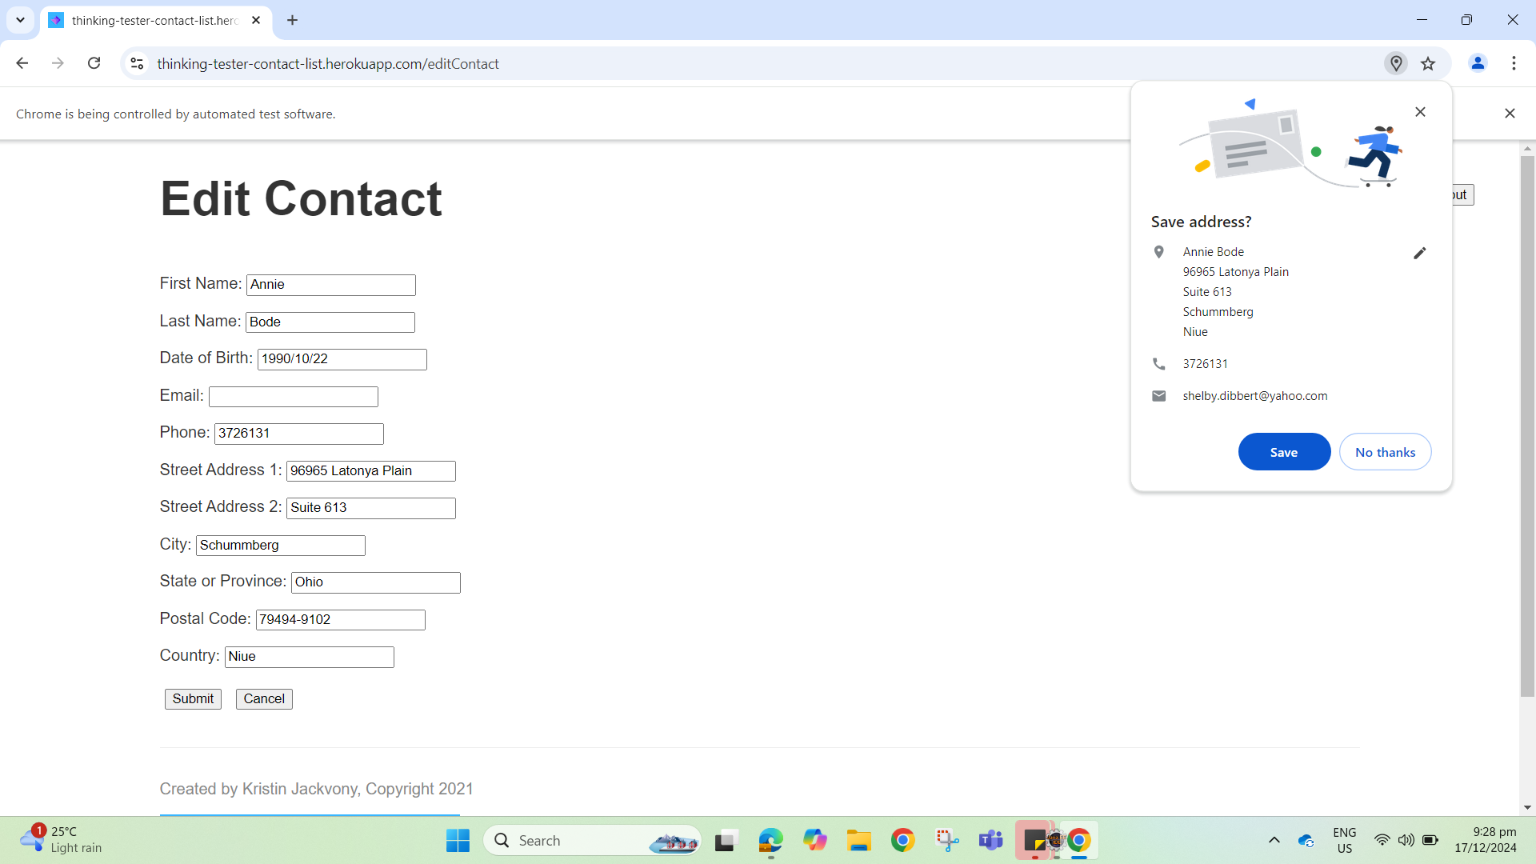 thinking-tester-contact-list.hero
thinking-tester-contact-list.herokuapp.com/editContact
Chrome is being controlled by automated test software.
Edit Contact
out
First Name: Annie
Last Name: Bode
Date of Birth: 1990/10/22
Email:
Phone: 3726131
Street Address 1: 96965 Latonya Plain
Street Address 2: Suite 613
City: Schummberg
State or Province: Ohio
Postal Code: 79494-9102
Country: Niue
Submit Cancel
Created by Kristin Jackvony, Copyright 2021
Save address?
Annie Bode
96965 Latonya Plain
Suite 613
Schummberg
Niue
3726131
shelby.dibbert@yahoo.com
Save No thanks
1
25°C
Light rain
Search
ENG
US
9:28 pm
17/12/2024